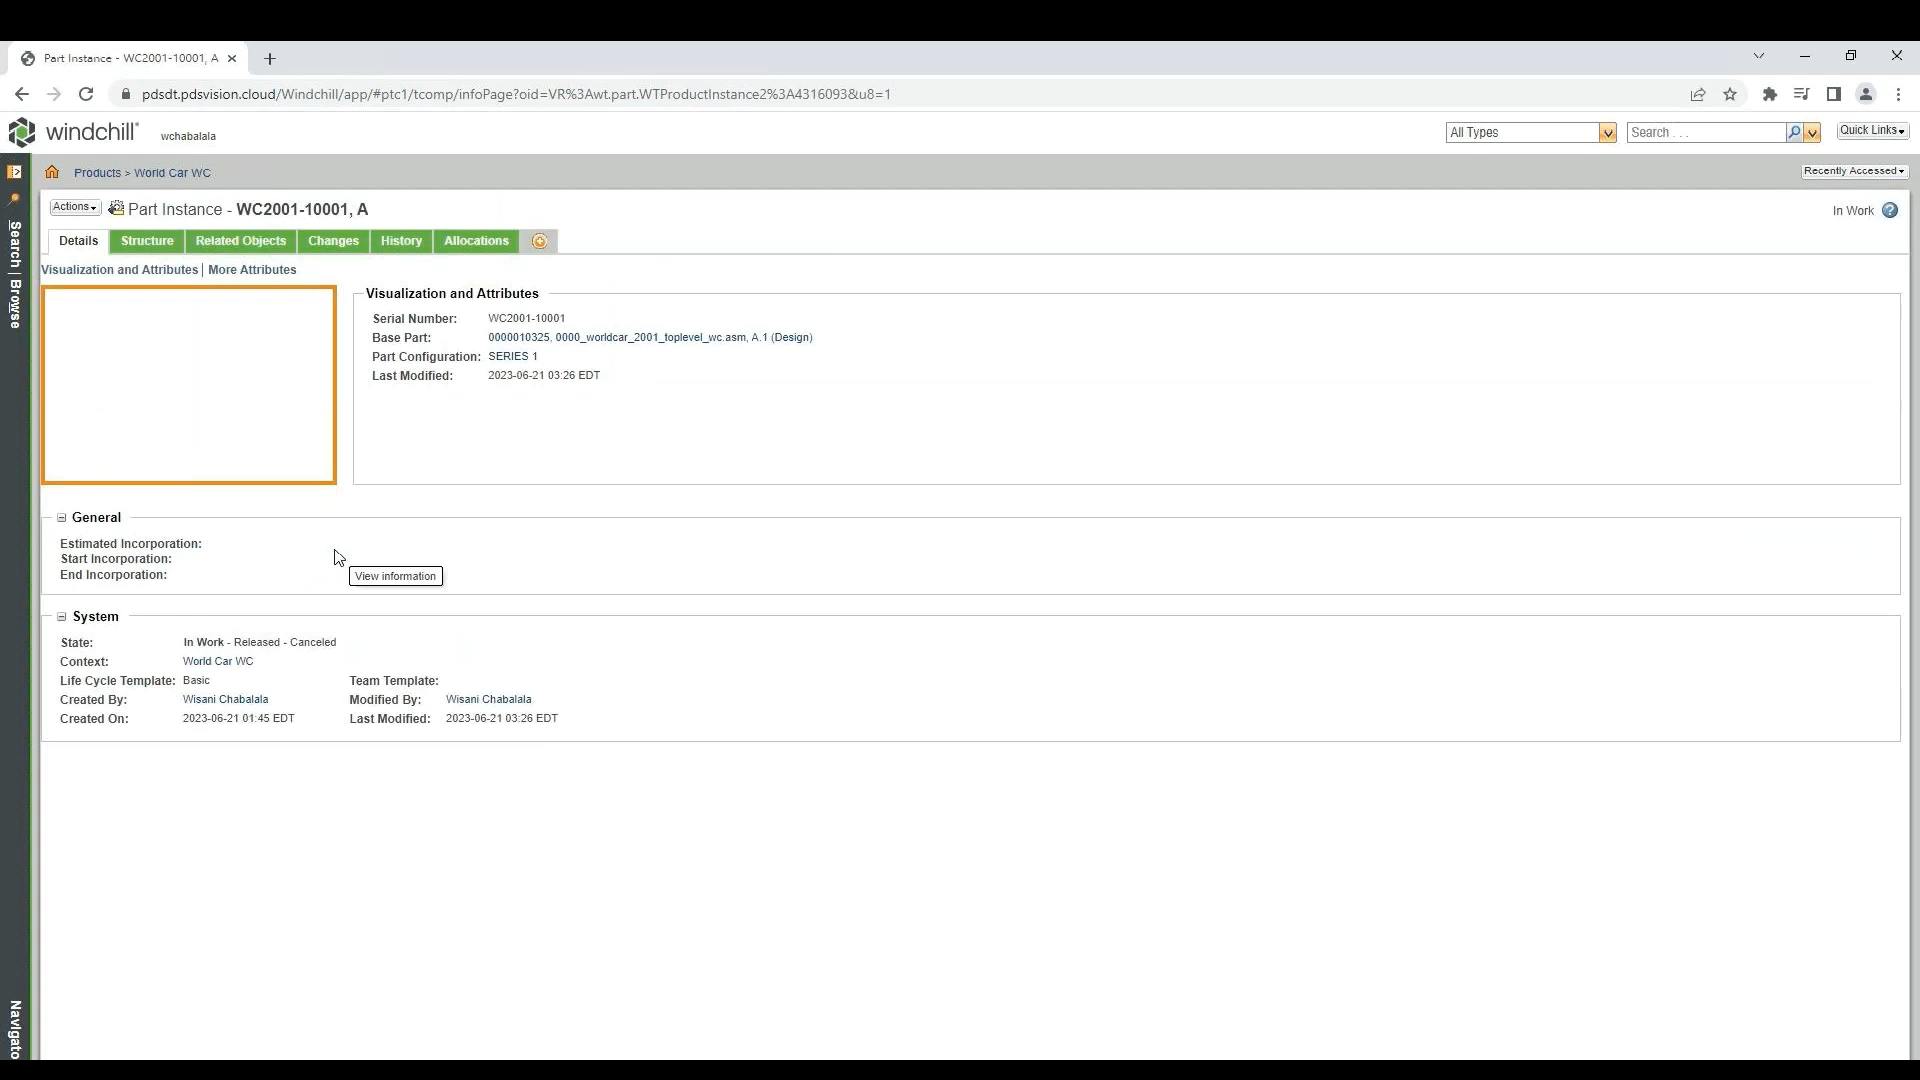 Part Instance - WC2001-10001, A
pdsdt.pdsvision.cloud/Windchill/app/#ptc1/tcomp/infoPage?oid=VR%3Awt.part.WTProductInstance2%3A4316093&u8=1
windchill® wchabalala All Types Search . . . Quick Links
Products > World Car WC Recently Accessed
Actions Part Instance - WC2001-10001, A In Work
Details Structure Related Objects Changes History Allocations
Visualization and Attributes | More Attributes
Visualization and Attributes
Serial Number: WC2001-10001
Base Part: 0000010325, 0000_worldcar_2001_toplevel_wc.asm, A.1 (Design)
Part Configuration: SERIES 1
Last Modified: 2023-06-21 03:26 EDT
General
Estimated Incorporation:
Start Incorporation:
End Incorporation:
View information
System
State: In Work - Released - Canceled
Context: World Car WC
Life Cycle Template: Basic Team Template:
Created By: Wisani Chabalala Modified By: Wisani Chabalala
Created On: 2023-06-21 01:45 EDT Last Modified: 2023-06-21 03:26 EDT
Search | Browse
Navigato